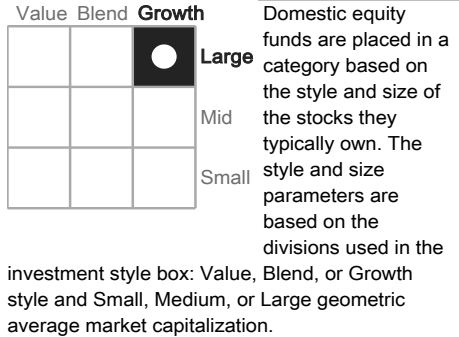 Value Blend Growth
Large
Mid
Small
Domestic equity
funds are placed in a
category based on
the style and size of
the stocks they
typically own. The
style and size
parameters are
based on the
divisions used in the
investment style box: Value, Blend, or Growth
style and Small, Medium, or Large geometric
average market capitalization.